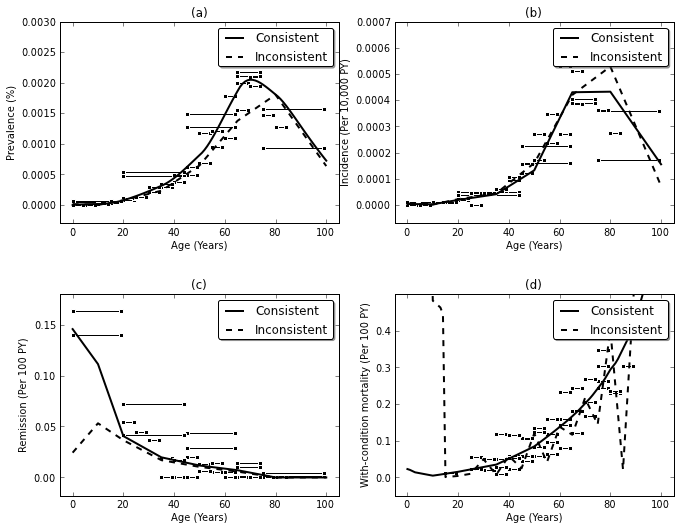 (a)
Prevalence (%)
0.0030
0.0025
0.0020
0.0015
0.0010
0.0005
0.0000
Consistent
Inconsistent
0 20 40 60 80 100
Age (Years)
(b)
Incidence (Per 10,000 PY)
0.0007
0.0006
0.0005
0.0004
0.0003
0.0002
0.0001
0.0000
Consistent
Inconsistent
0 20 40 60 80 100
Age (Years)
(c)
Remission (Per 100 PY)
0.15
0.10
0.05
0.00
Consistent
Inconsistent
0 20 40 60 80 100
Age (Years)
(d)
With-condition mortality (Per 100 PY)
0.4
0.3
0.2
0.1
0.0
Consistent
Inconsistent
0 20 40 60 80 100
Age (Years)